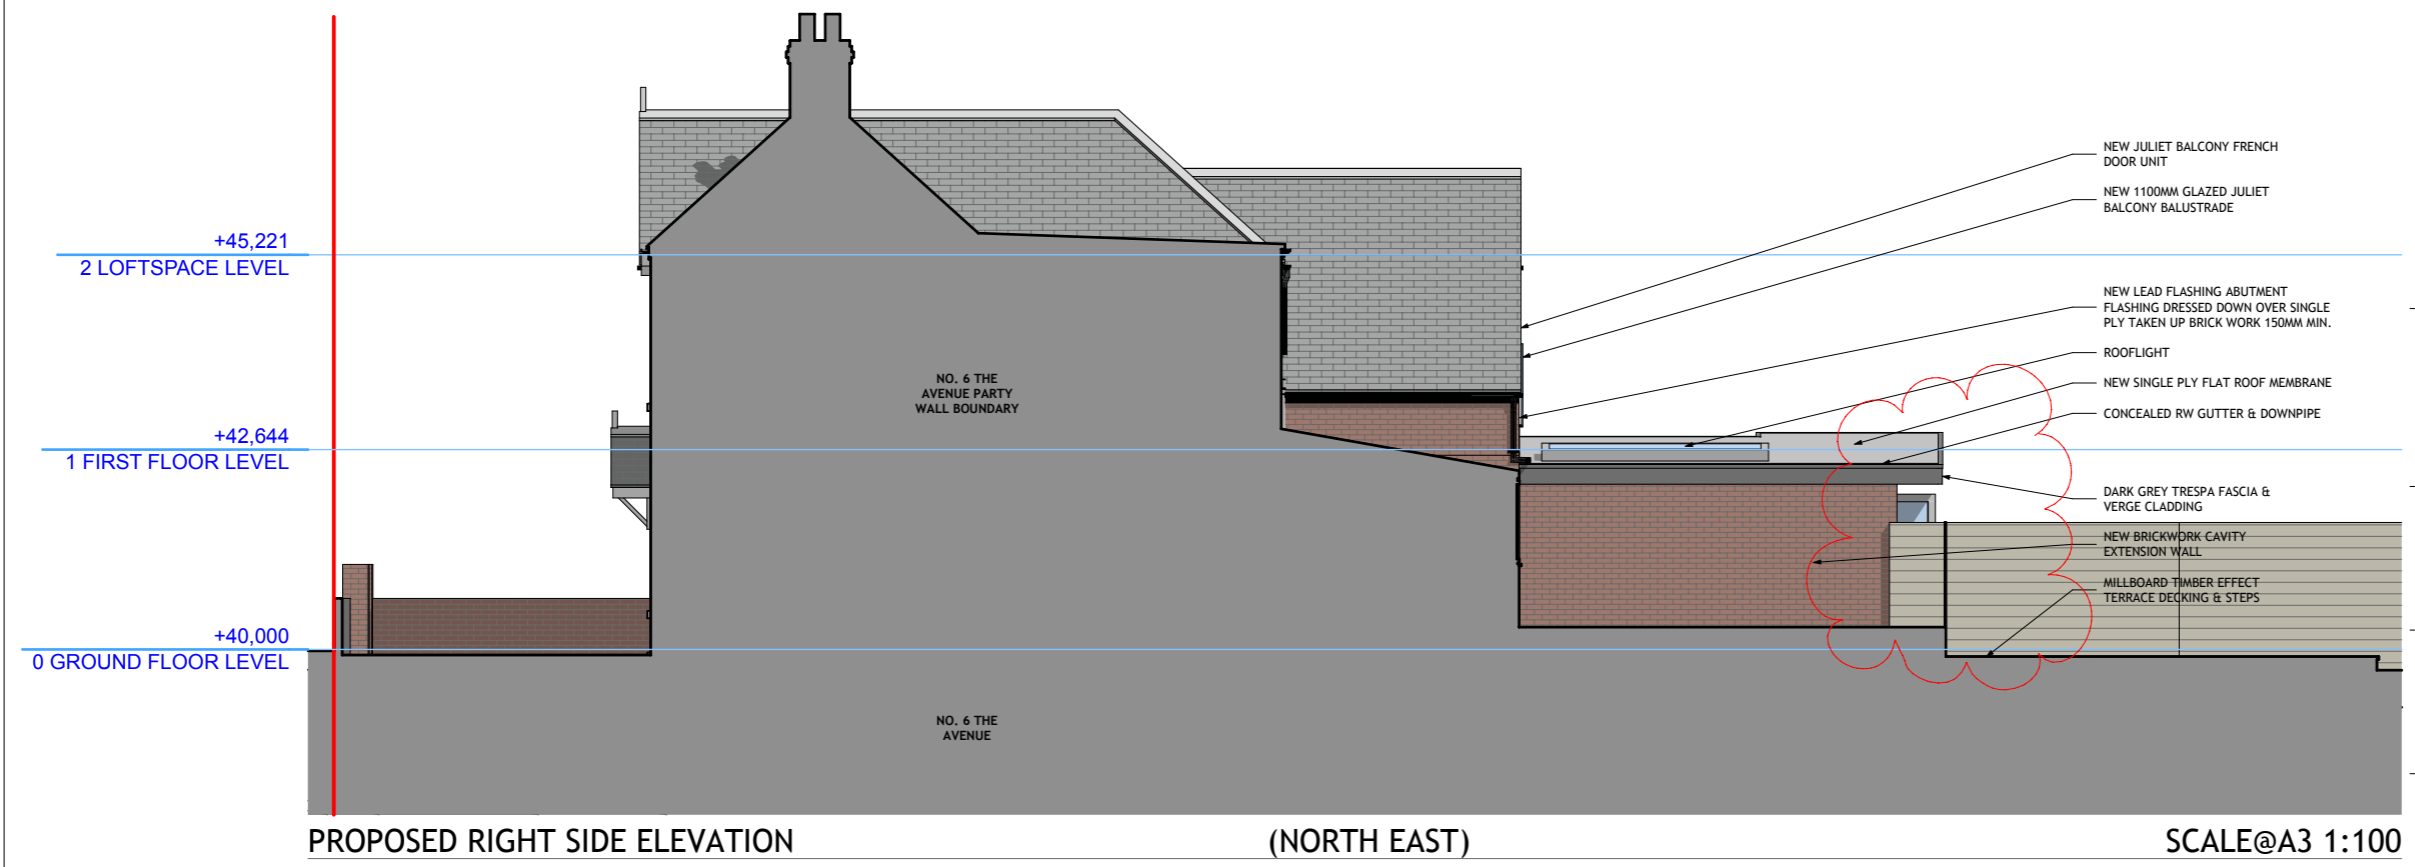 NEW JULIET BALCONY FRENCH
DOOR UNIT
NEW 1100MM GLAZED JULIET
BALCONY BALUSTRADE
+45,221
2 LOFTSPACE LEVEL
NEW LEAD FLASHING ABUTMENT
FLASHING DRESSED DOWN OVER SINGLE
PLY TAKEN UP BRICK WORK 150MM MIN.
ROOFLIGHT
NO. 6 THE
AVENUE PARTY
WALL BOUNDARY
NEW SINGLE PLY FLAT ROOF MEMBRANE
CONCEALED RW GUTTER & DOWNPIPE
+42,644
1 FIRST FLOOR LEVEL
DARK GREY TRESPA FASCIA &
VERGE CLADDING
NEW BRICKWORK CAVITY
EXTENSION WALL
MILLBOARD TIMBER EFFECT
TERRACE DECKING & STEPS
+40,000
0 GROUND FLOOR LEVEL
NO. 6 THE
AVENUE
PROPOSED RIGHT SIDE ELEVATION (NORTH EAST) SCALE@A3 1:100